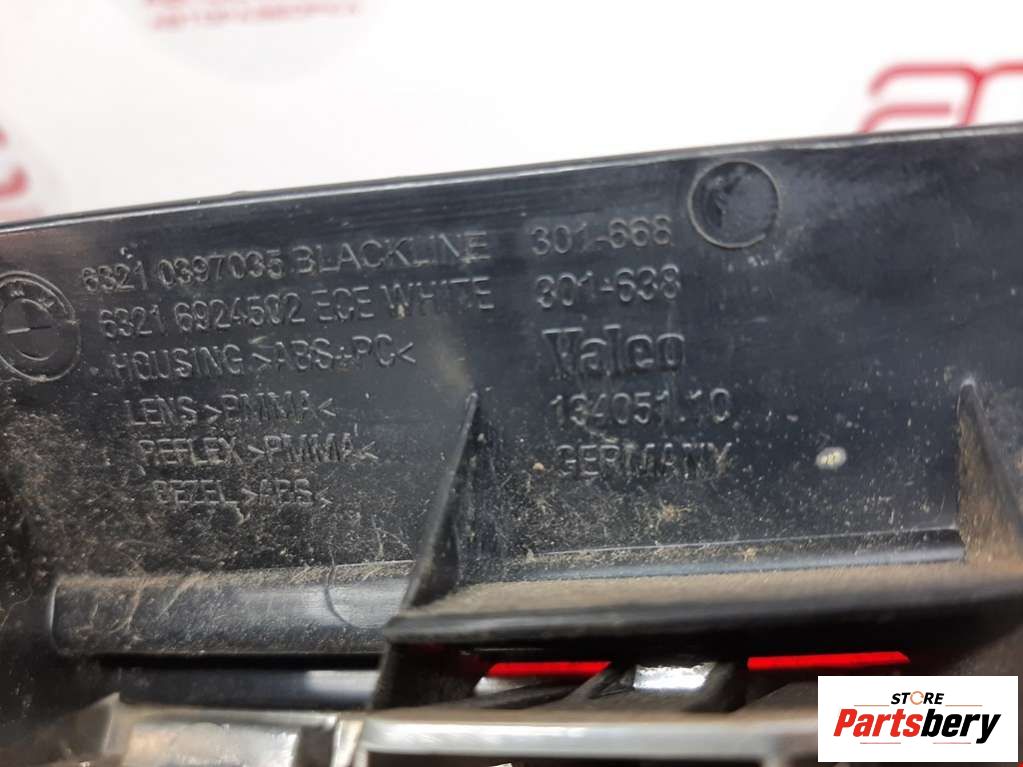 6321 0397035 BLACKLINE 301-668
6321 6924502 ECE WHITE 301-638
HOUSING >ABS+PC< Valeo
LENS >PMMA< 134051.10
REFLEX >PMMA< GERMANY
BEZEL >ABS<
STORE
Partsbery